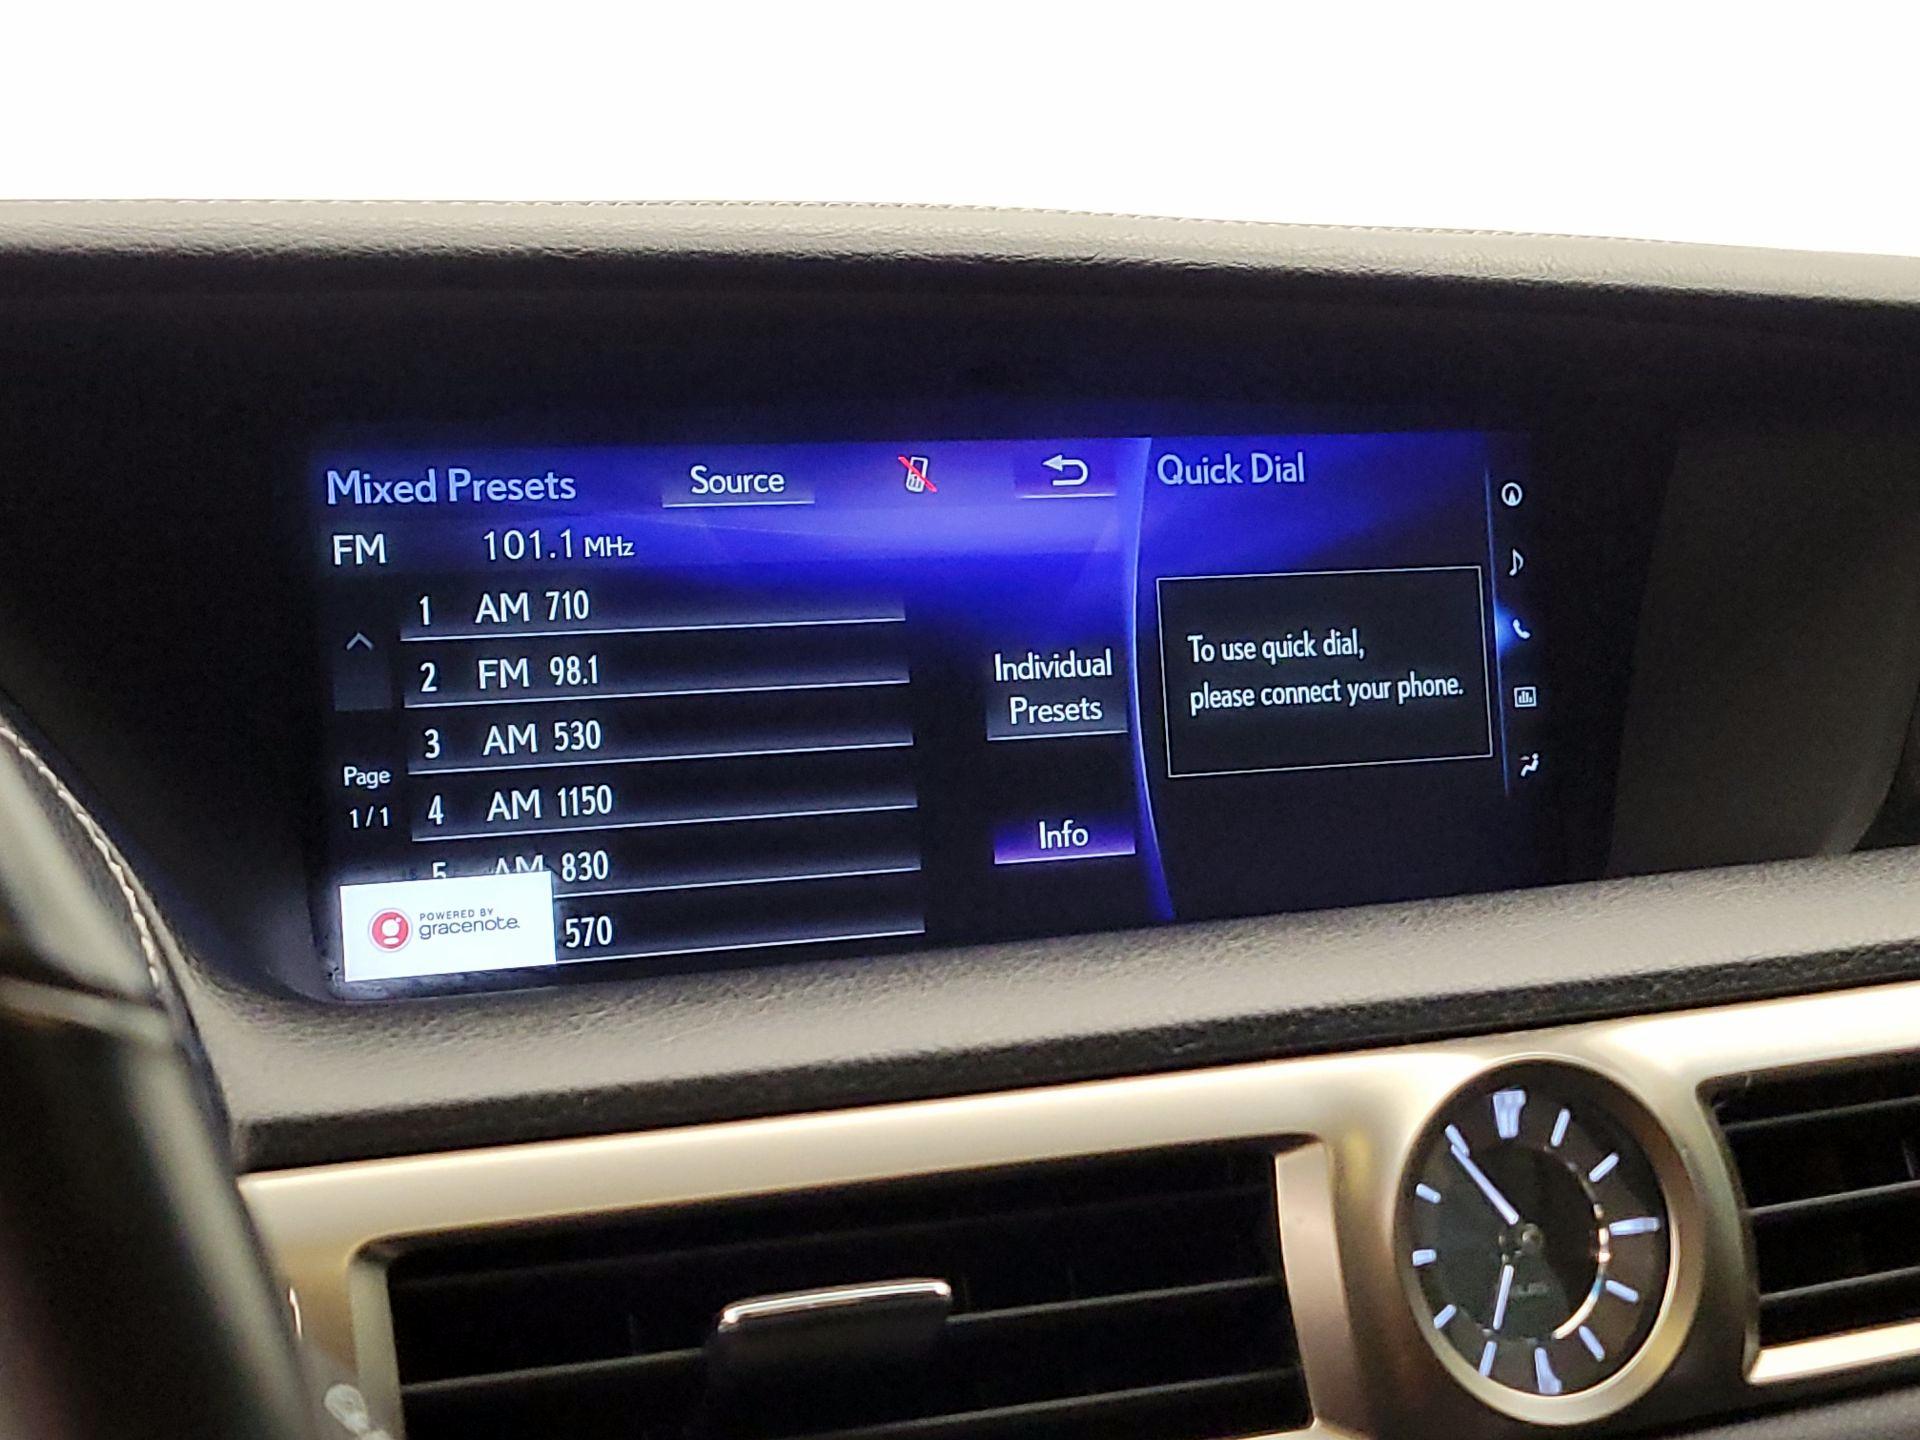 Mixed Presets
Source
Quick Dial
FM 101.1 MHz
1 AM 710
2 FM 98.1
3 AM 530
4 AM 1150
5 AM 830
570
Page
1/1
Individual
Presets
Info
To use quick dial,
please connect your phone.
POWERED BY
gracenote.